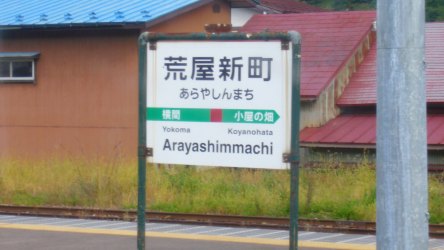 荒屋新町
あらやしんまち
横間 小屋の畑
Yokoma Koyanohata
Arayashimmachi